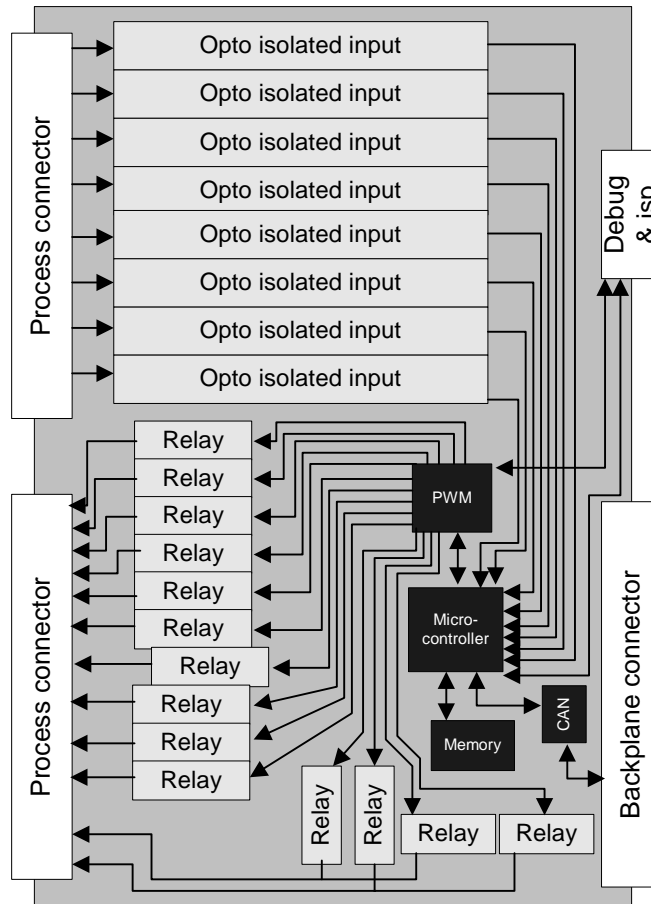 Process connector
Opto isolated input
Opto isolated input
Opto isolated input
Opto isolated input
Opto isolated input
Opto isolated input
Opto isolated input
Opto isolated input
Debug
& isp
Process connector
Relay
Relay
Relay
Relay
Relay
Relay
Relay
Relay
Relay
Relay
PWM
Micro-
controller
Memory
CAN
Backplane connector
Relay
Relay
Relay
Relay